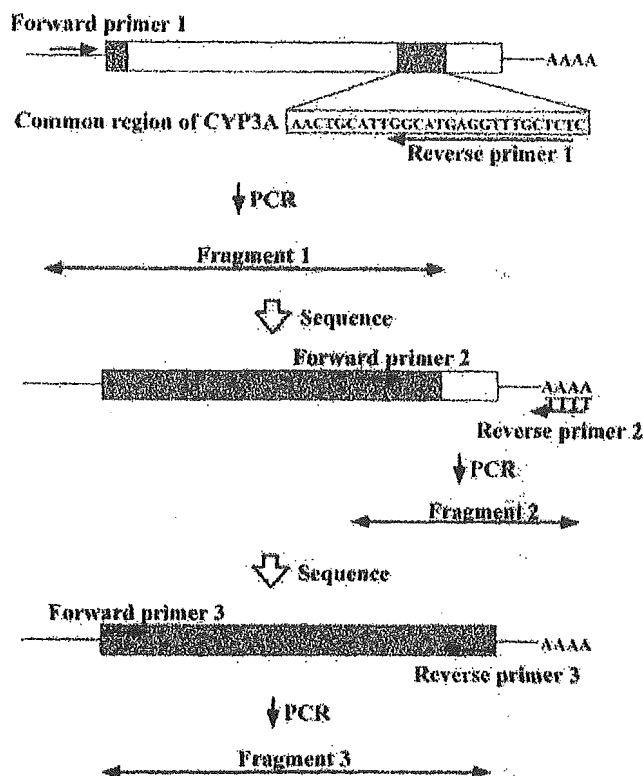 Forward primer 1
AAAA
Common region of CYP3A AACTGCATTGGCATGAGGTTTGCTCTC
Reverse primer 1
PCR
Fragment 1
Sequence
Forward primer 2
AAAA
TTTT
Reverse primer 2
PCR
Fragment 2
Sequence
Forward primer 3
AAAA
Reverse primer 3
PCR
Fragment 3